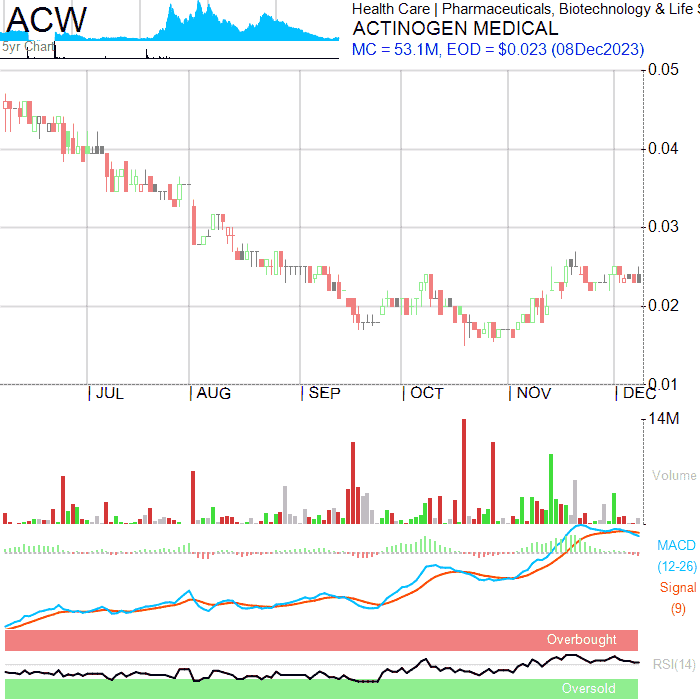 ACW
5yr Chart
Health Care | Pharmaceuticals, Biotechnology & Life S
ACTINOGEN MEDICAL
MC = 53.1M, EOD = $0.023 (08Dec2023)
0.05
0.04
0.03
0.02
0.01
JUL AUG SEP OCT NOV DEC
14M
Volume
MACD
(12-26)
Signal
(9)
Overbought
RSI(14)
Oversold